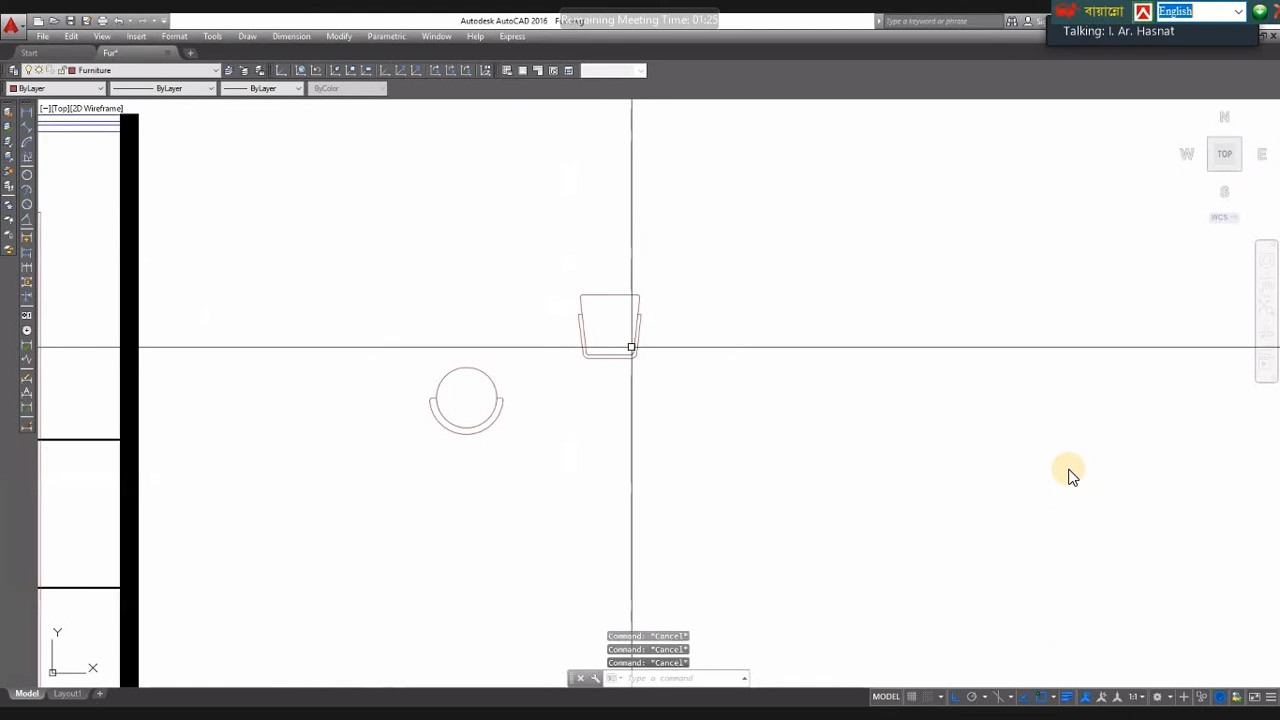 Autodesk AutoCAD 2016
Remaining Meeting Time: 01:25
Type a keyword or phrase
বায়ান্নো
English
Talking: I. Ar. Hasnat
File Edit View Insert Format Tools Draw Dimension Modify Parametric Window Help Express
Start Fur*
Furniture
ByLayer ByLayer ByLayer ByColor
[−][Top][2D Wireframe]
N
W TOP E
S
WCS
Y
X
Command: *Cancel*
Command: *Cancel*
Command: *Cancel*
Type a command
Model Layout1 +
MODEL 1:1